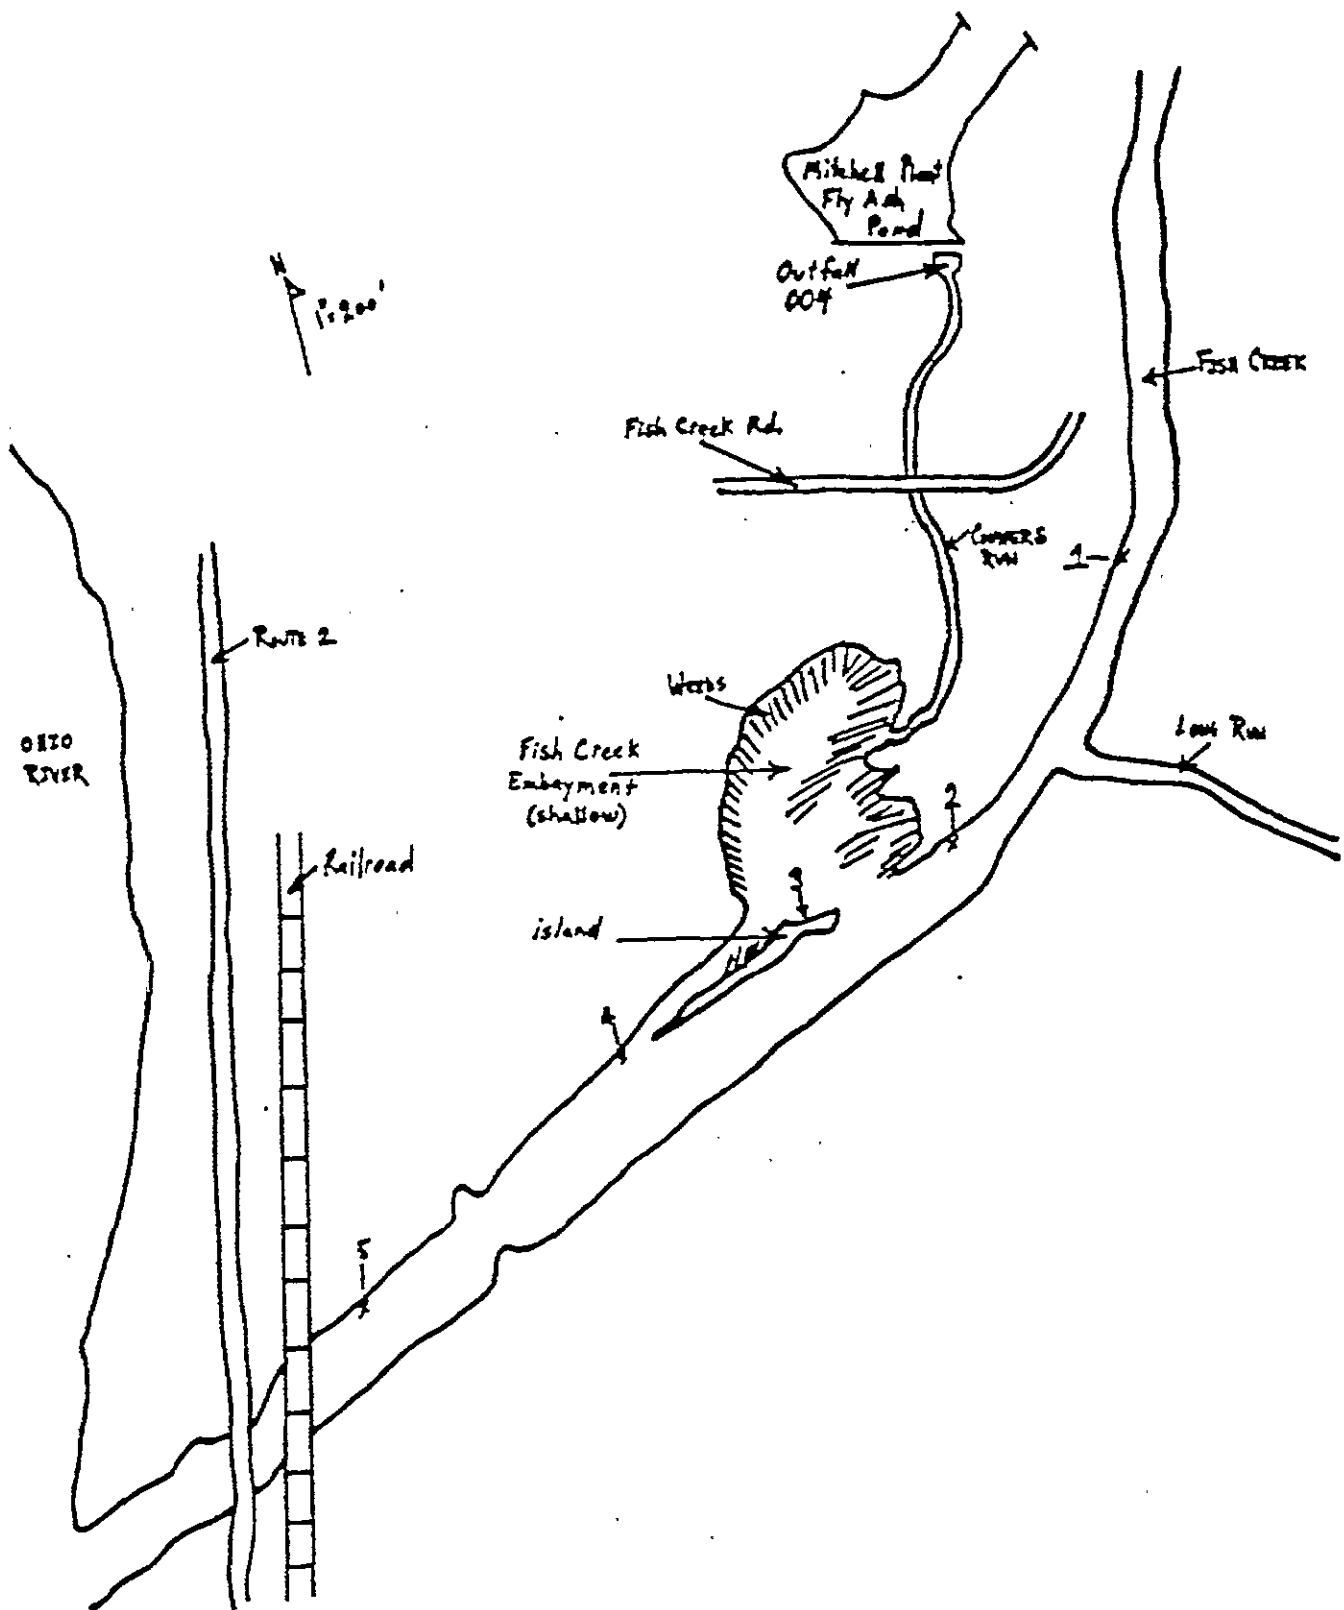 Mitchell Plant
Fly Ash
Pond
Outfall
004
N
1"=200'
FISH CREEK
Fish Creek Rd.
CONNERS
RUN
1
ROUTE 2
WEEDS
OHIO
RIVER
Fish Creek
Embayment
(shallow)
LONG RUN
2
Railroad
3
island
4
5